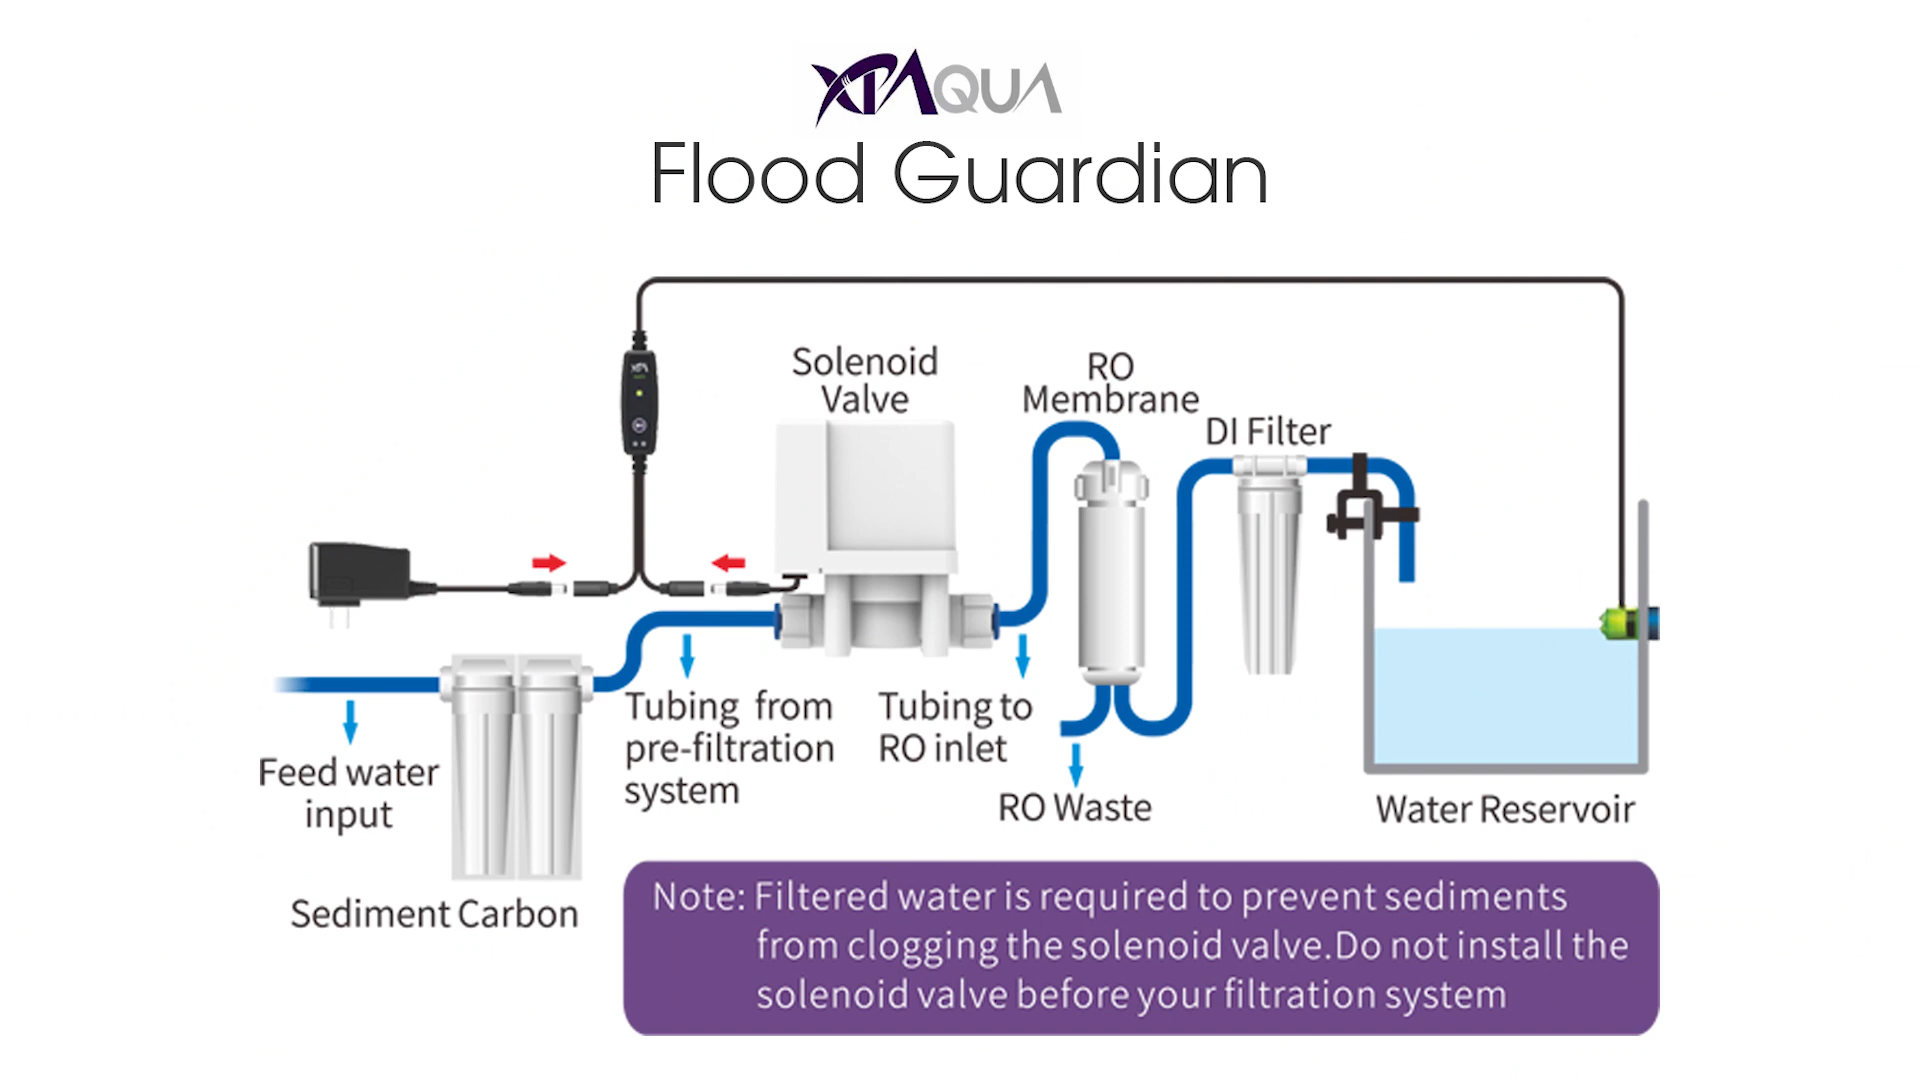 XPAQUA
Flood Guardian
Solenoid
Valve
RO
Membrane
DI Filter
Tubing from
pre-filtration
system
Tubing to
RO inlet
Feed water
input
RO Waste
Water Reservoir
Sediment Carbon
Note: Filtered water is required to prevent sediments
from clogging the solenoid valve.Do not install the
solenoid valve before your filtration system